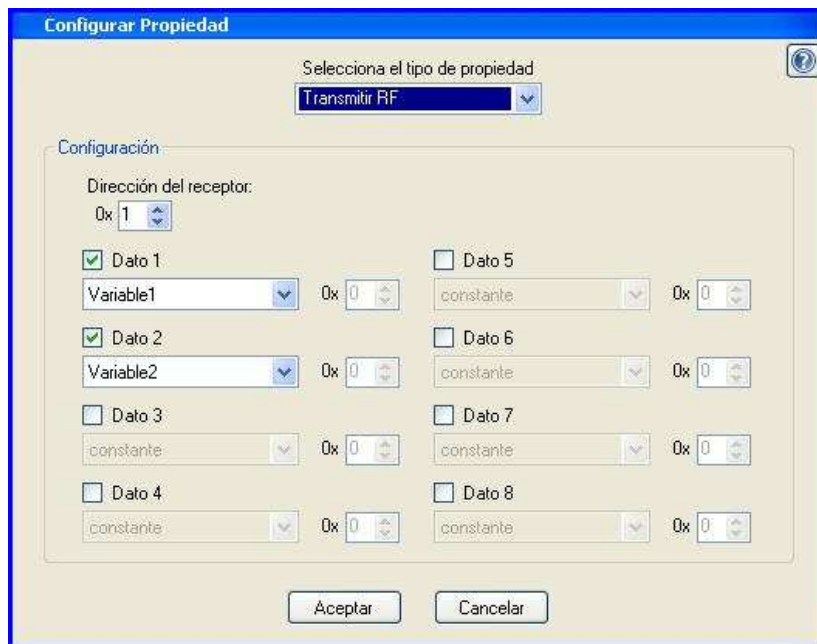 Configurar Propiedad
Selecciona el tipo de propiedad
Transmitir RF
Configuración
Dirección del receptor:
0x 1
Dato 1
Variable1 0x 0
Dato 5
constante 0x 0
Dato 2
Variable2 0x 0
Dato 6
constante 0x 0
Dato 3
constante 0x 0
Dato 7
constante 0x 0
Dato 4
constante 0x 0
Dato 8
constante 0x 0
Aceptar
Cancelar